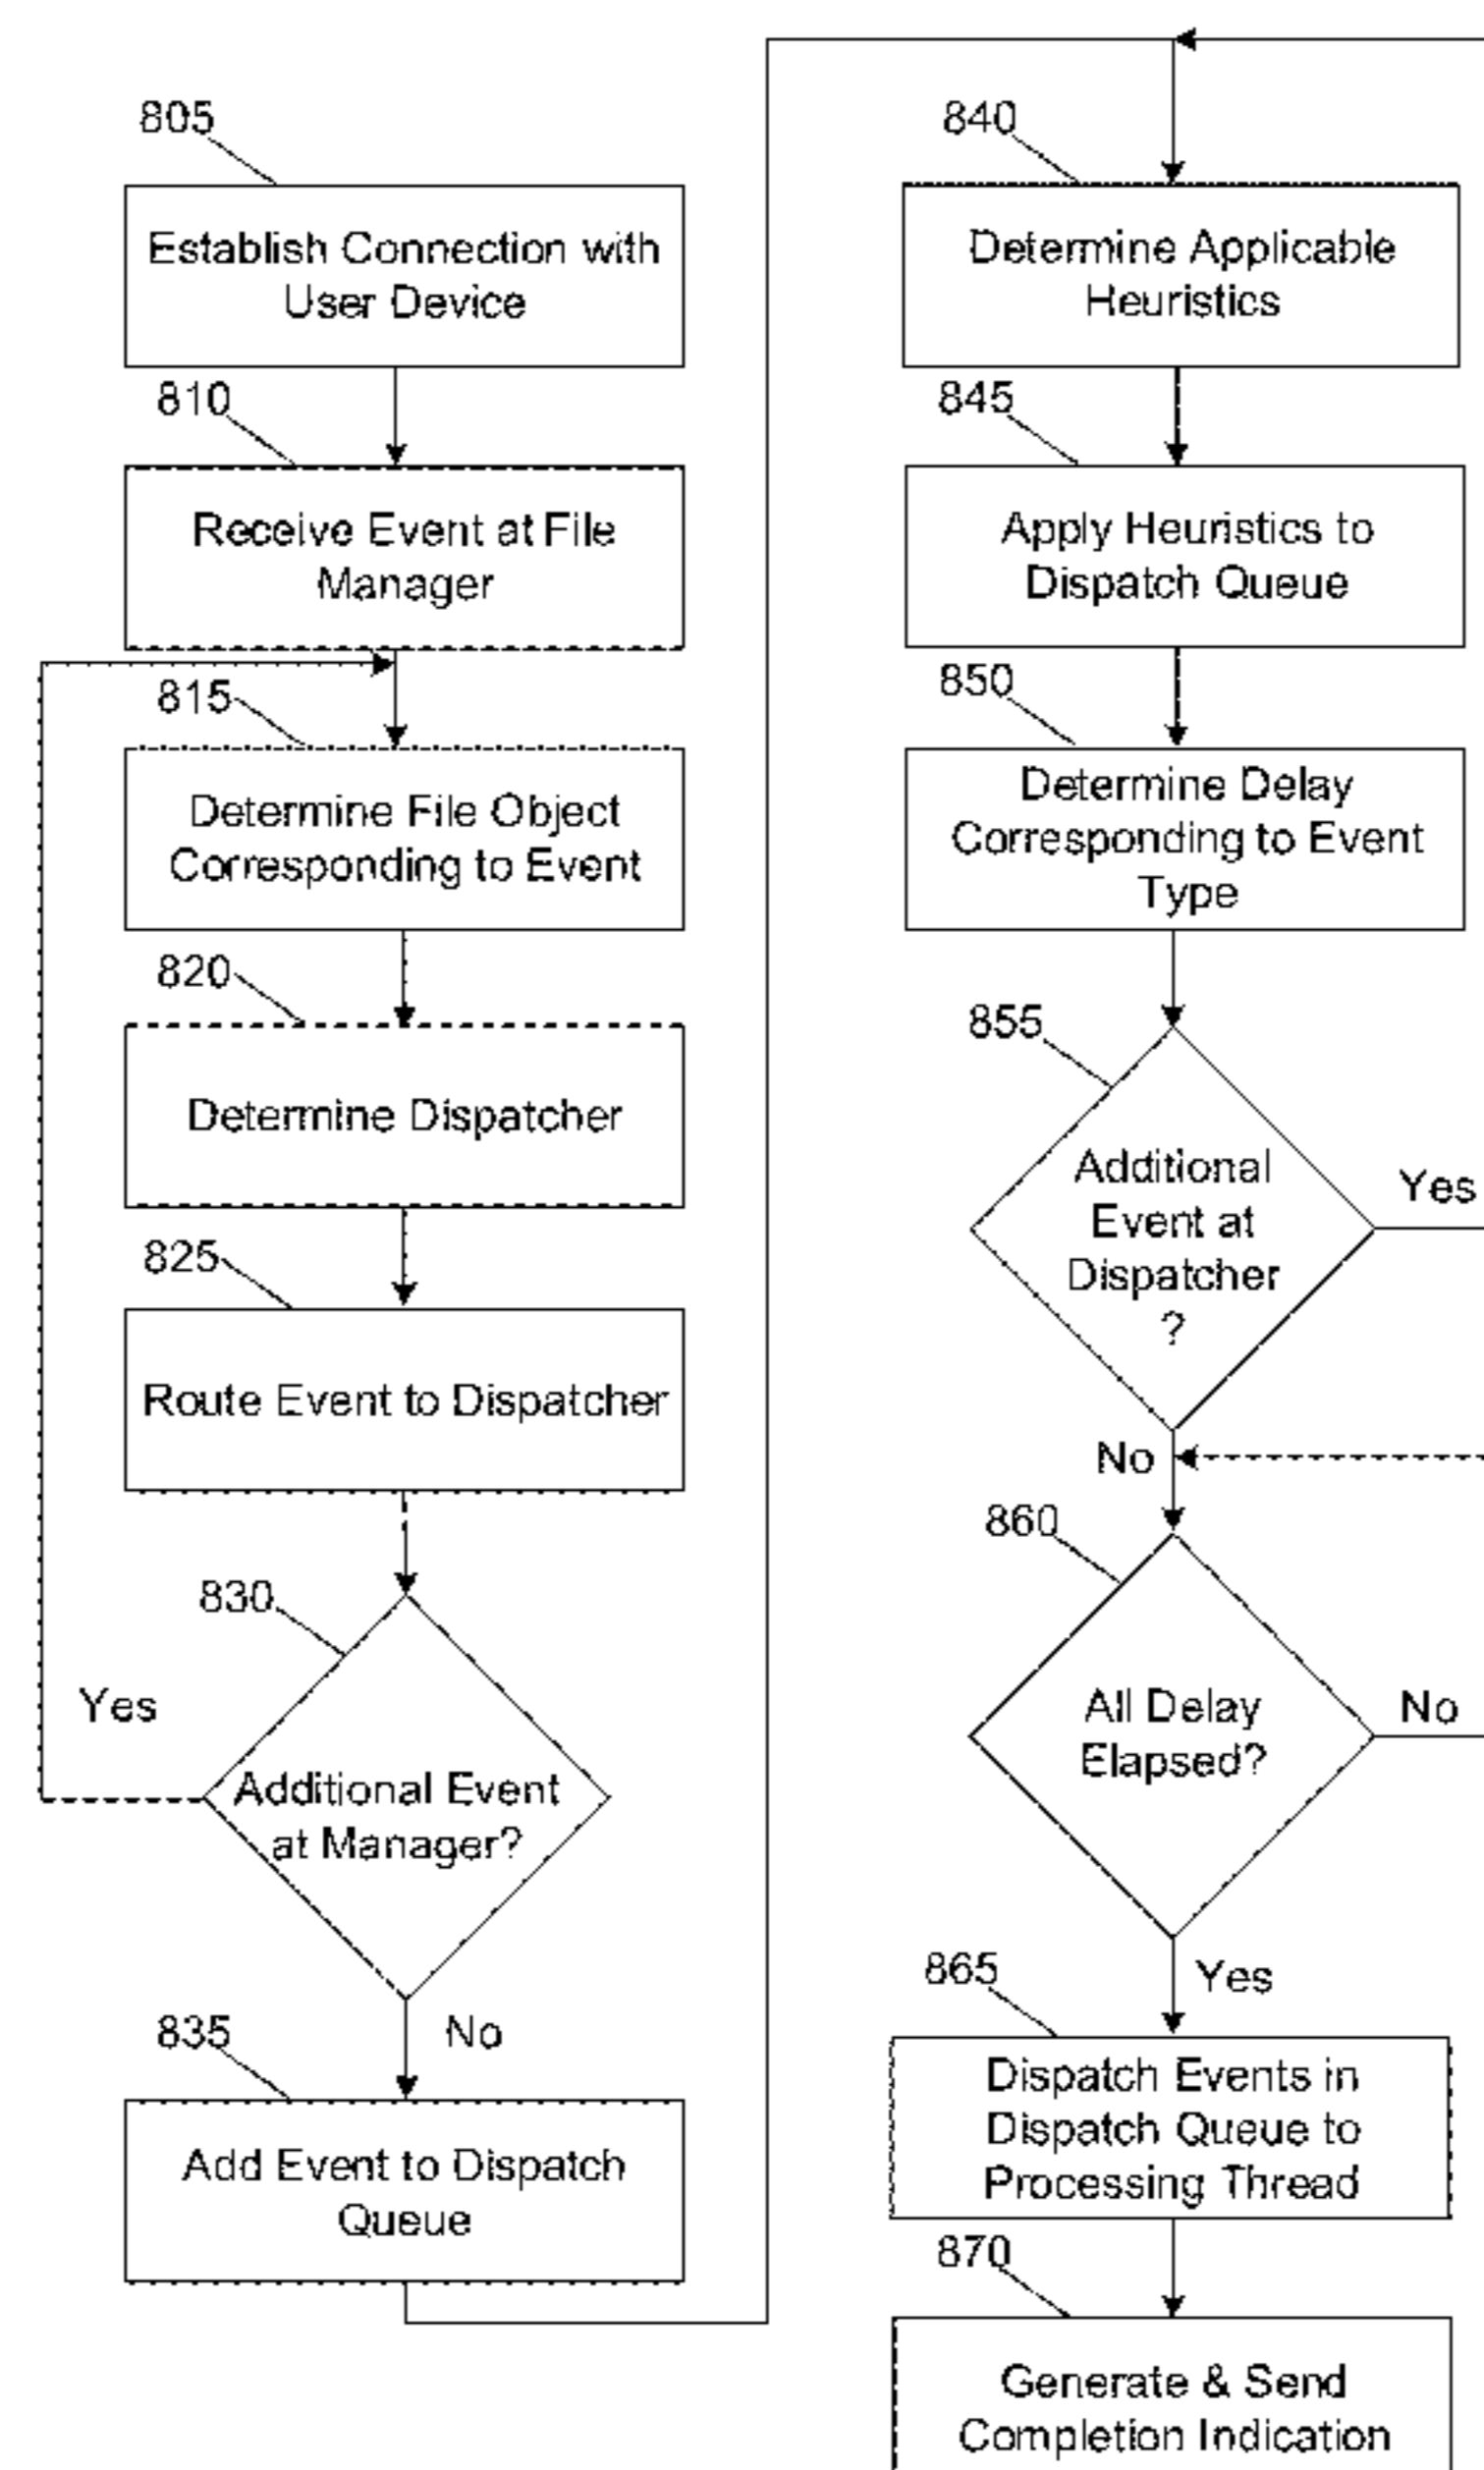 805
Establish Connection with
User Device
810
Receive Event at File
Manager
815
Determine File Object
Corresponding to Event
820
Determine Dispatcher
825
Route Event to Dispatcher
830
Yes
Additional Event
at Manager?
No
835
Add Event to Dispatch
Queue
840
Determine Applicable
Heuristics
845
Apply Heuristics to
Dispatch Queue
850
Determine Delay
Corresponding to Event
Type
855
Additional
Event at
Dispatcher
?
Yes
No
860
All Delay
Elapsed?
No
Yes
865
Dispatch Events in
Dispatch Queue to
Processing Thread
870
Generate & Send
Completion Indication